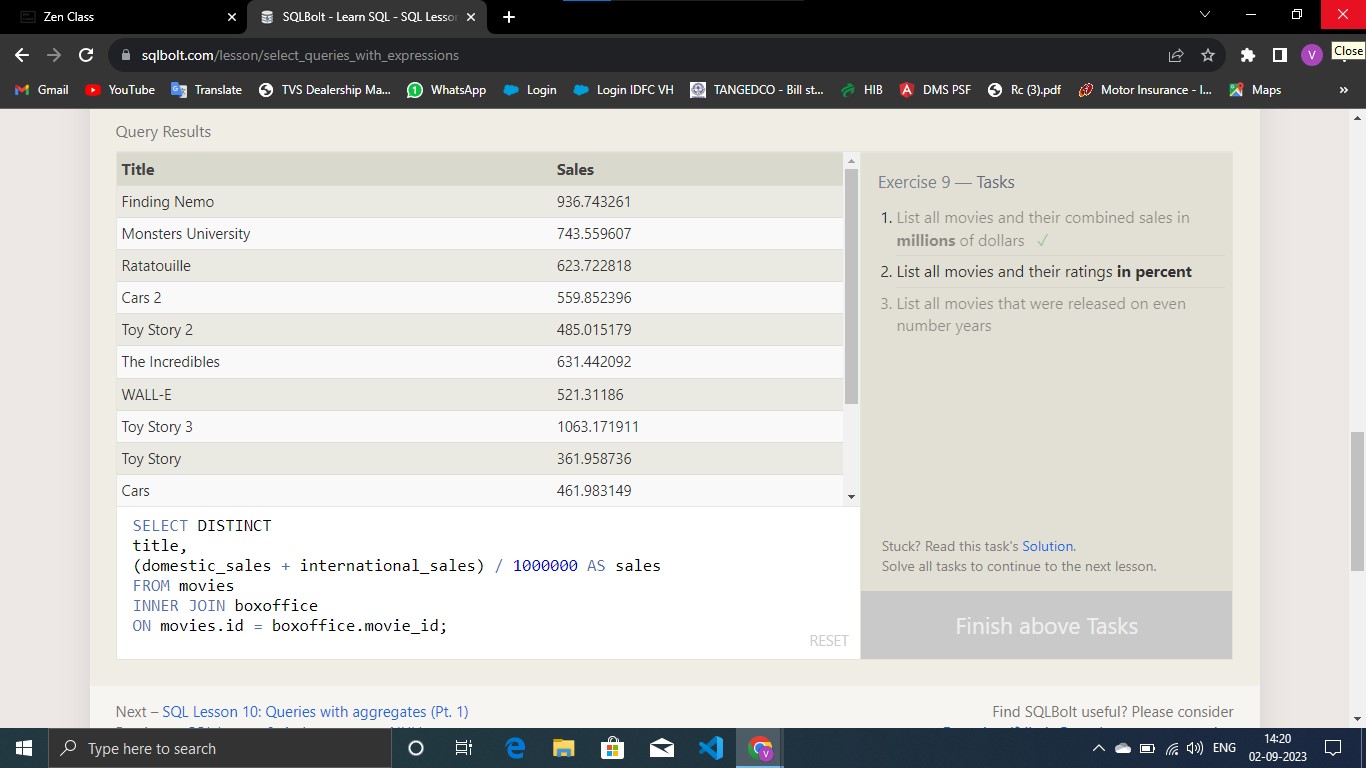 Zen Class
SQLBolt - Learn SQL - SQL Lesson
sqlbolt.com/lesson/select_queries_with_expressions
V
Close
Gmail
YouTube
Translate
TVS Dealership Ma...
WhatsApp
Login
Login IDFC VH
TANGEDCO - Bill st...
HIB
DMS PSF
Rc (3).pdf
Motor Insurance - I...
Maps
»
Query Results
Title Sales
Finding Nemo 936.743261
Monsters University 743.559607
Ratatouille 623.722818
Cars 2 559.852396
Toy Story 2 485.015179
The Incredibles 631.442092
WALL-E 521.31186
Toy Story 3 1063.171911
Toy Story 361.958736
Cars 461.983149
SELECT DISTINCT
title,
(domestic_sales + international_sales) / 1000000 AS sales
FROM movies
INNER JOIN boxoffice
ON movies.id = boxoffice.movie_id;
RESET
Exercise 9 — Tasks
1. List all movies and their combined sales in
millions of dollars ✓
2. List all movies and their ratings in percent
3. List all movies that were released on even
number years
Stuck? Read this task's Solution.
Solve all tasks to continue to the next lesson.
Finish above Tasks
Next – SQL Lesson 10: Queries with aggregates (Pt. 1)
Find SQLBolt useful? Please consider
Type here to search
V
ENG
14:20
02-09-2023